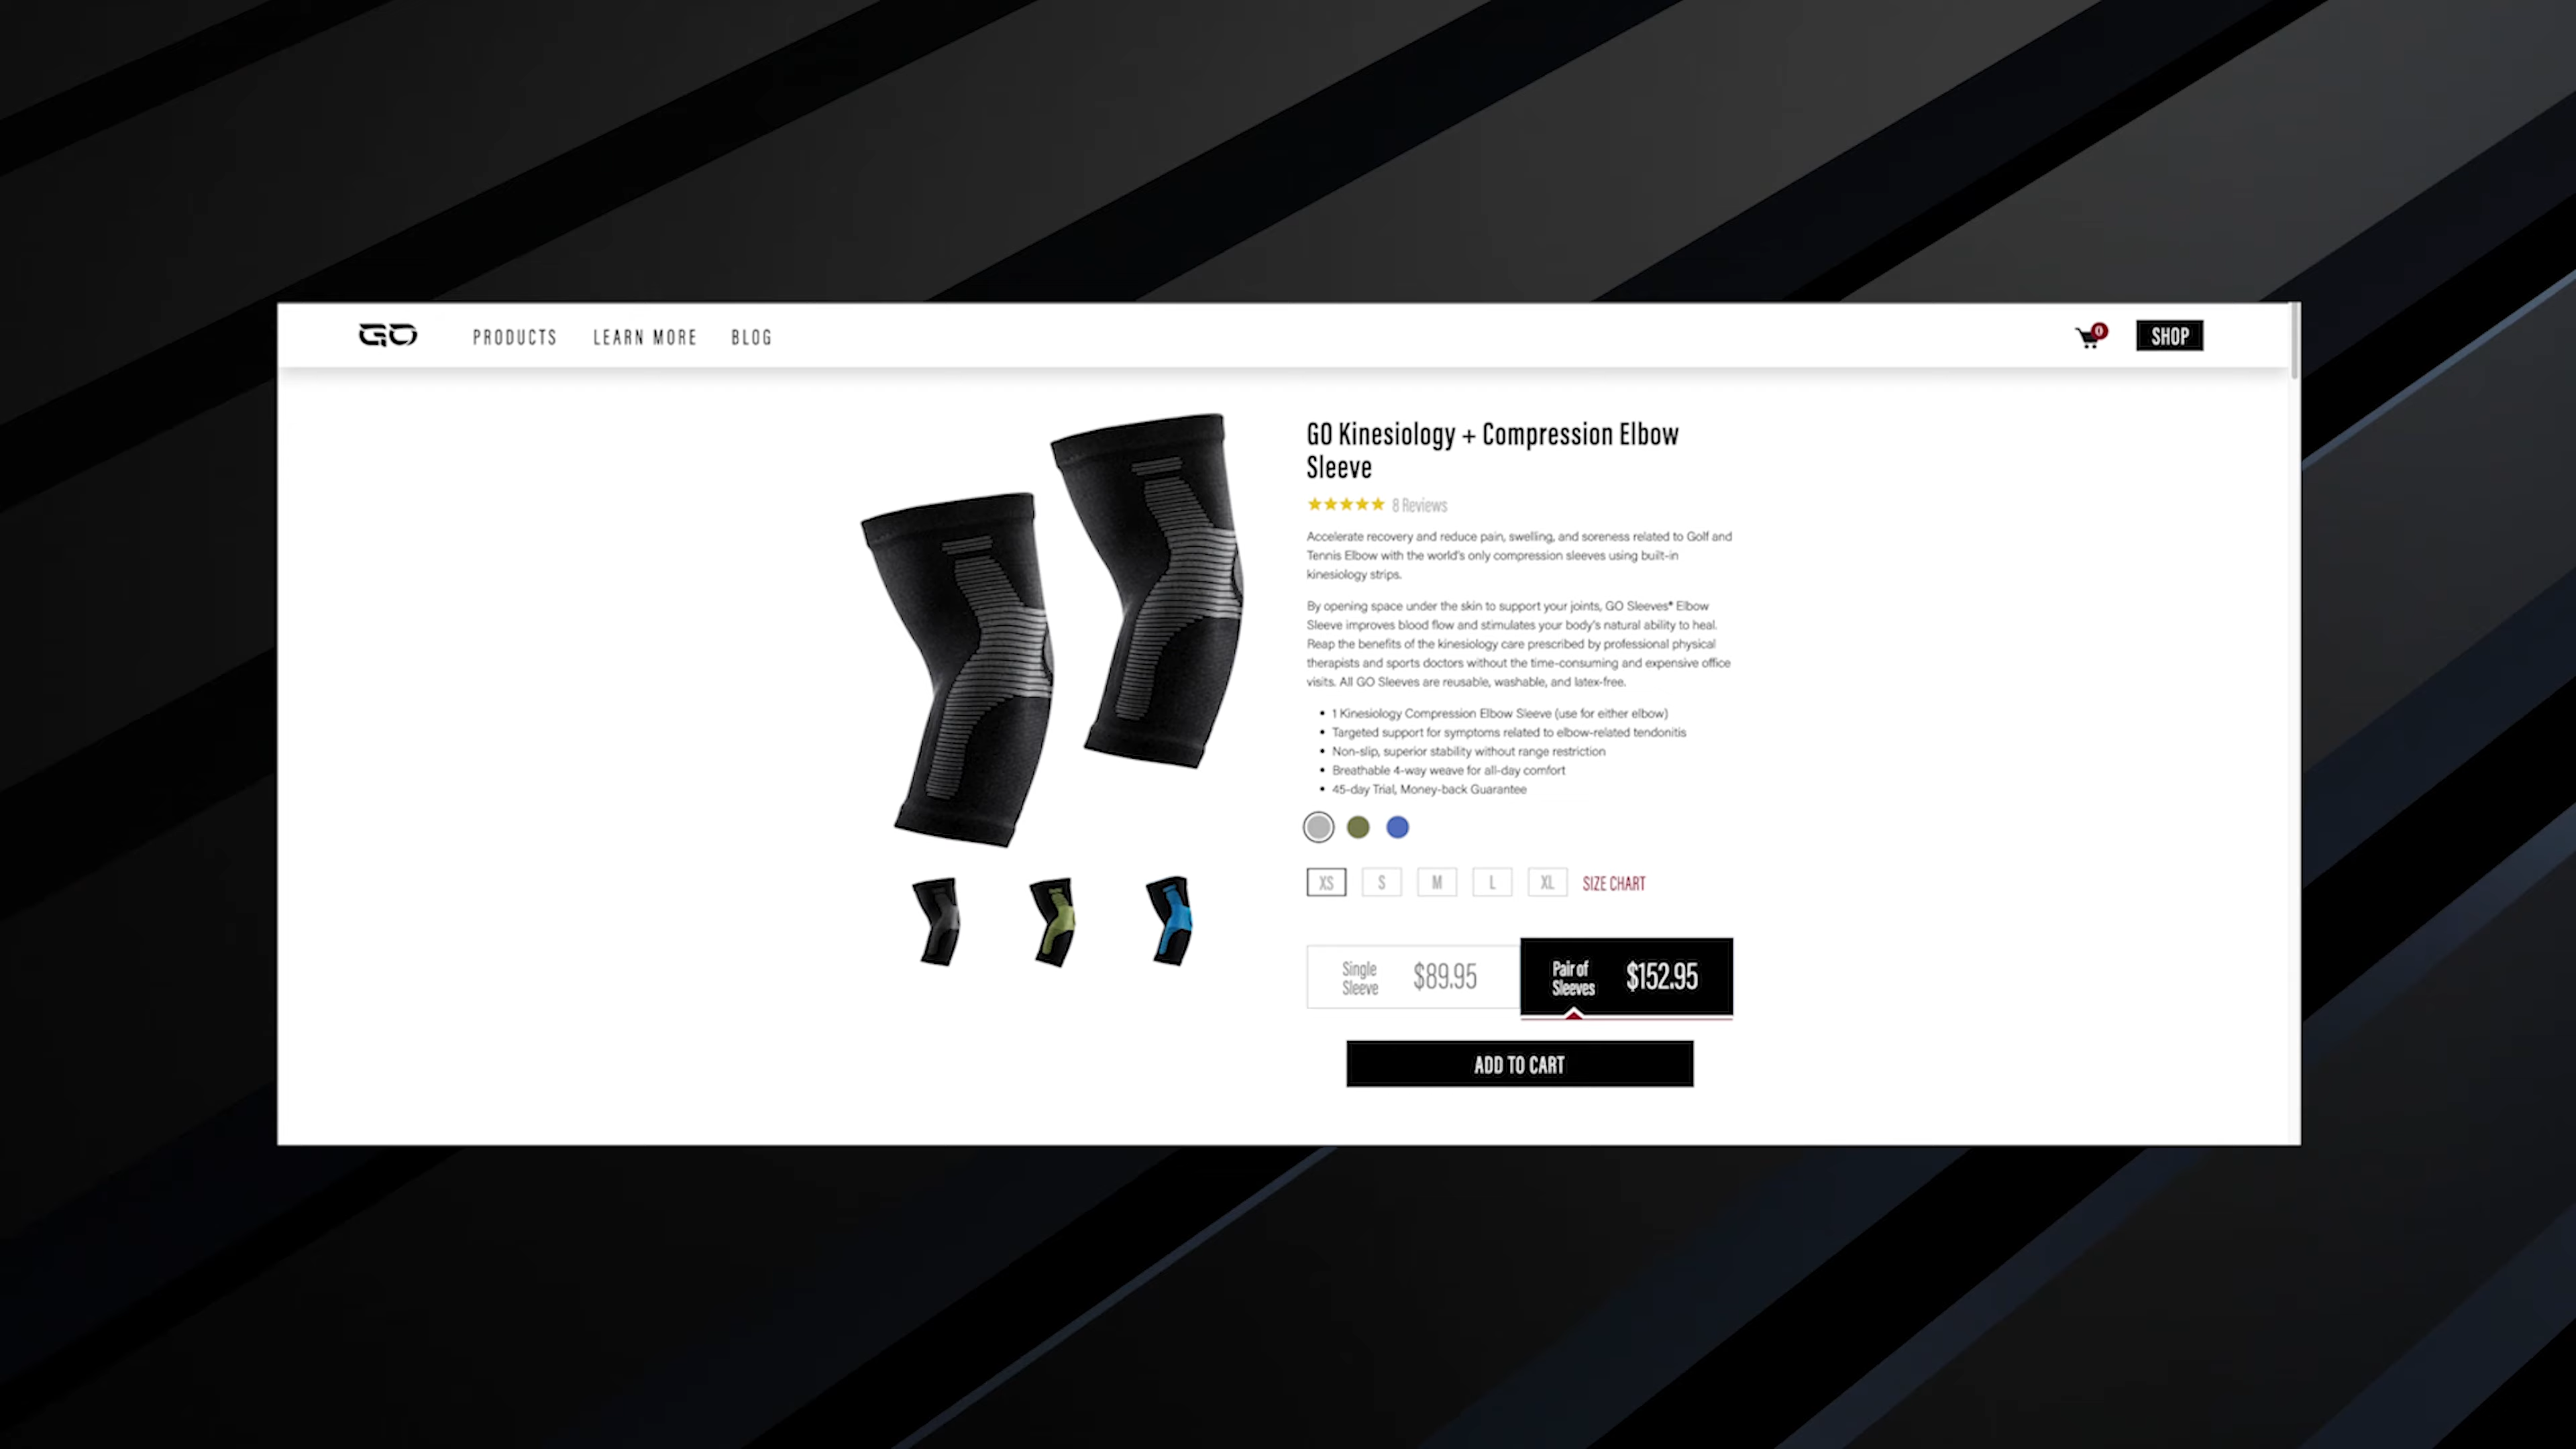 GO
PRODUCTS LEARN MORE BLOG
0
SHOP
GO Kinesiology + Compression Elbow
Sleeve
8 Reviews
Accelerate recovery and reduce pain, swelling, and soreness related to Golf and
Tennis Elbow with the world's only compression sleeves using built-in
kinesiology strips.
By opening space under the skin to support your joints, GO Sleeves® Elbow
Sleeve improves blood flow and stimulates your body's natural ability to heal.
Reap the benefits of the kinesiology care prescribed by professional physical
therapists and sports doctors without the time-consuming and expensive office
visits. All GO Sleeves are reusable, washable, and latex-free.
• 1 Kinesiology Compression Elbow Sleeve (use for either elbow)
• Targeted support for symptoms related to elbow-related tendonitis
• Non-slip, superior stability without range restriction
• Breathable 4-way weave for all-day comfort
• 45-day Trial, Money-back Guarantee
XS S M L XL SIZE CHART
Single
Sleeve
$89.95
Pair of
Sleeves
$152.95
ADD TO CART